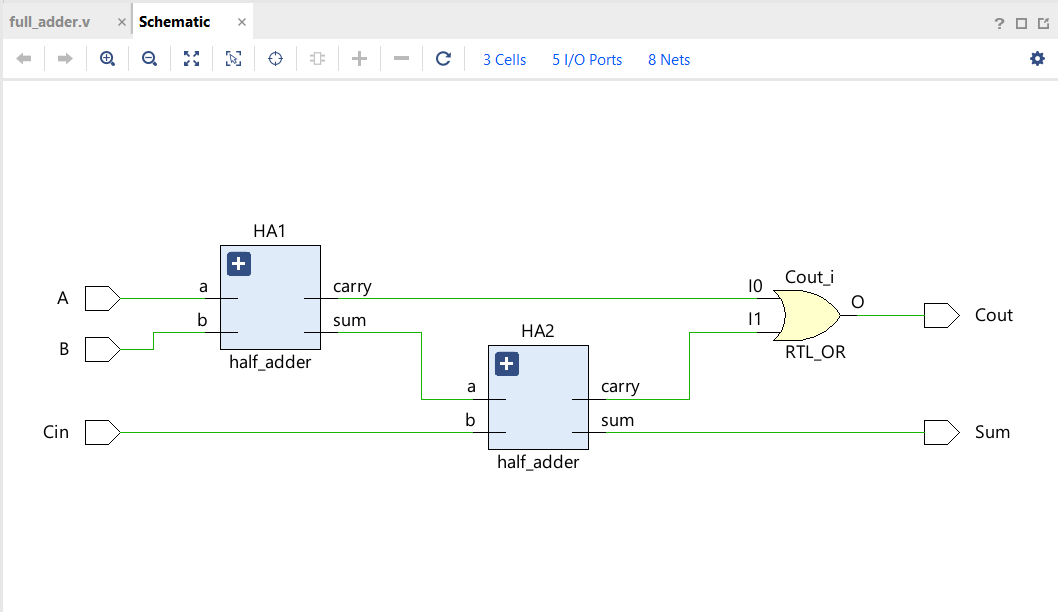 full_adder.v × Schematic ×
?
3 Cells 5 I/O Ports 8 Nets
HA1
a carry
b sum
half_adder
HA2
a carry
b sum
half_adder
Cout_i
I0
I1
O
RTL_OR
A
B
Cin
Cout
Sum